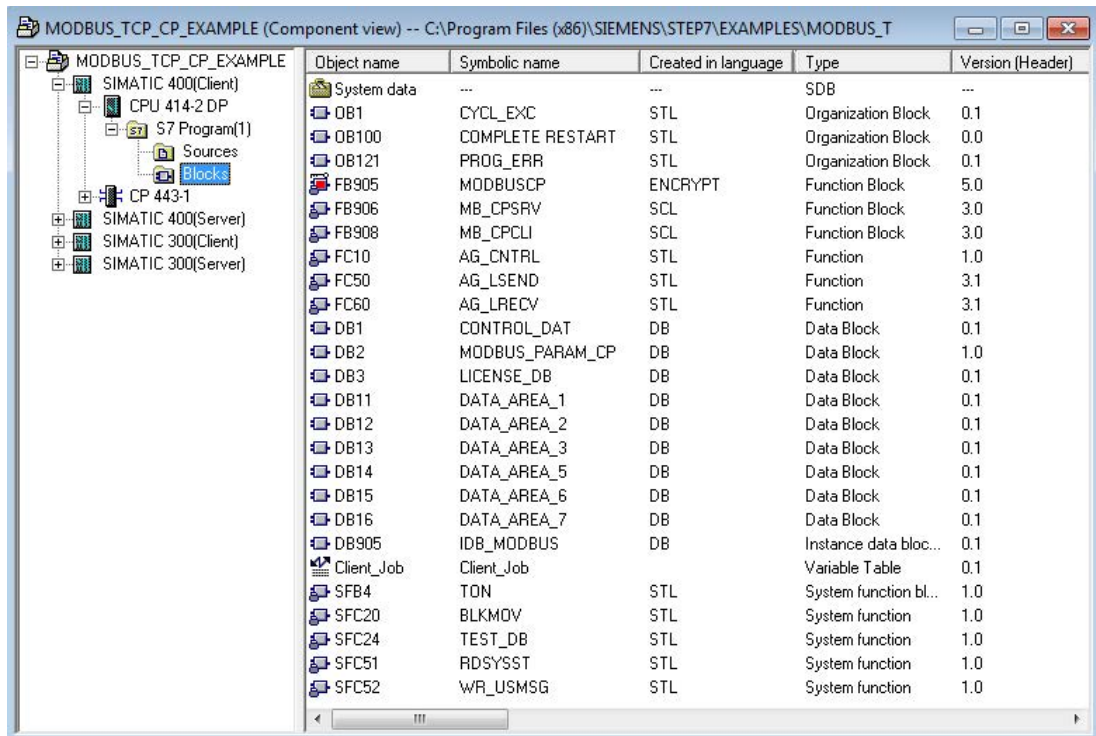 MODBUS_TCP_CP_EXAMPLE (Component view) -- C:\Program Files (x86)\SIEMENS\STEP7\EXAMPLES\MODBUS_T
MODBUS_TCP_CP_EXAMPLE
SIMATIC 400(Client)
CPU 414-2 DP
S7 Program(1)
Sources
Blocks
CP 443-1
SIMATIC 400(Server)
SIMATIC 300(Client)
SIMATIC 300(Server)
Object name Symbolic name Created in language Type Version (Header)
System data --- --- SDB ---
OB1 CYCL_EXC STL Organization Block 0.1
OB100 COMPLETE RESTART STL Organization Block 0.0
OB121 PROG_ERR STL Organization Block 0.1
FB905 MODBUSCP ENCRYPT Function Block 5.0
FB906 MB_CPSRV SCL Function Block 3.0
FB908 MB_CPCLI SCL Function Block 3.0
FC10 AG_CNTRL STL Function 1.0
FC50 AG_LSEND STL Function 3.1
FC60 AG_LRECV STL Function 3.1
DB1 CONTROL_DAT DB Data Block 0.1
DB2 MODBUS_PARAM_CP DB Data Block 1.0
DB3 LICENSE_DB DB Data Block 0.1
DB11 DATA_AREA_1 DB Data Block 0.1
DB12 DATA_AREA_2 DB Data Block 0.1
DB13 DATA_AREA_3 DB Data Block 0.1
DB14 DATA_AREA_5 DB Data Block 0.1
DB15 DATA_AREA_6 DB Data Block 0.1
DB16 DATA_AREA_7 DB Data Block 0.1
DB905 IDB_MODBUS DB Instance data bloc... 0.1
Client_Job Client_Job Variable Table 0.1
SFB4 TON STL System function bl... 1.0
SFC20 BLKMOV STL System function 1.0
SFC24 TEST_DB STL System function 1.0
SFC51 RDSYSST STL System function 1.0
SFC52 WR_USMSG STL System function 1.0